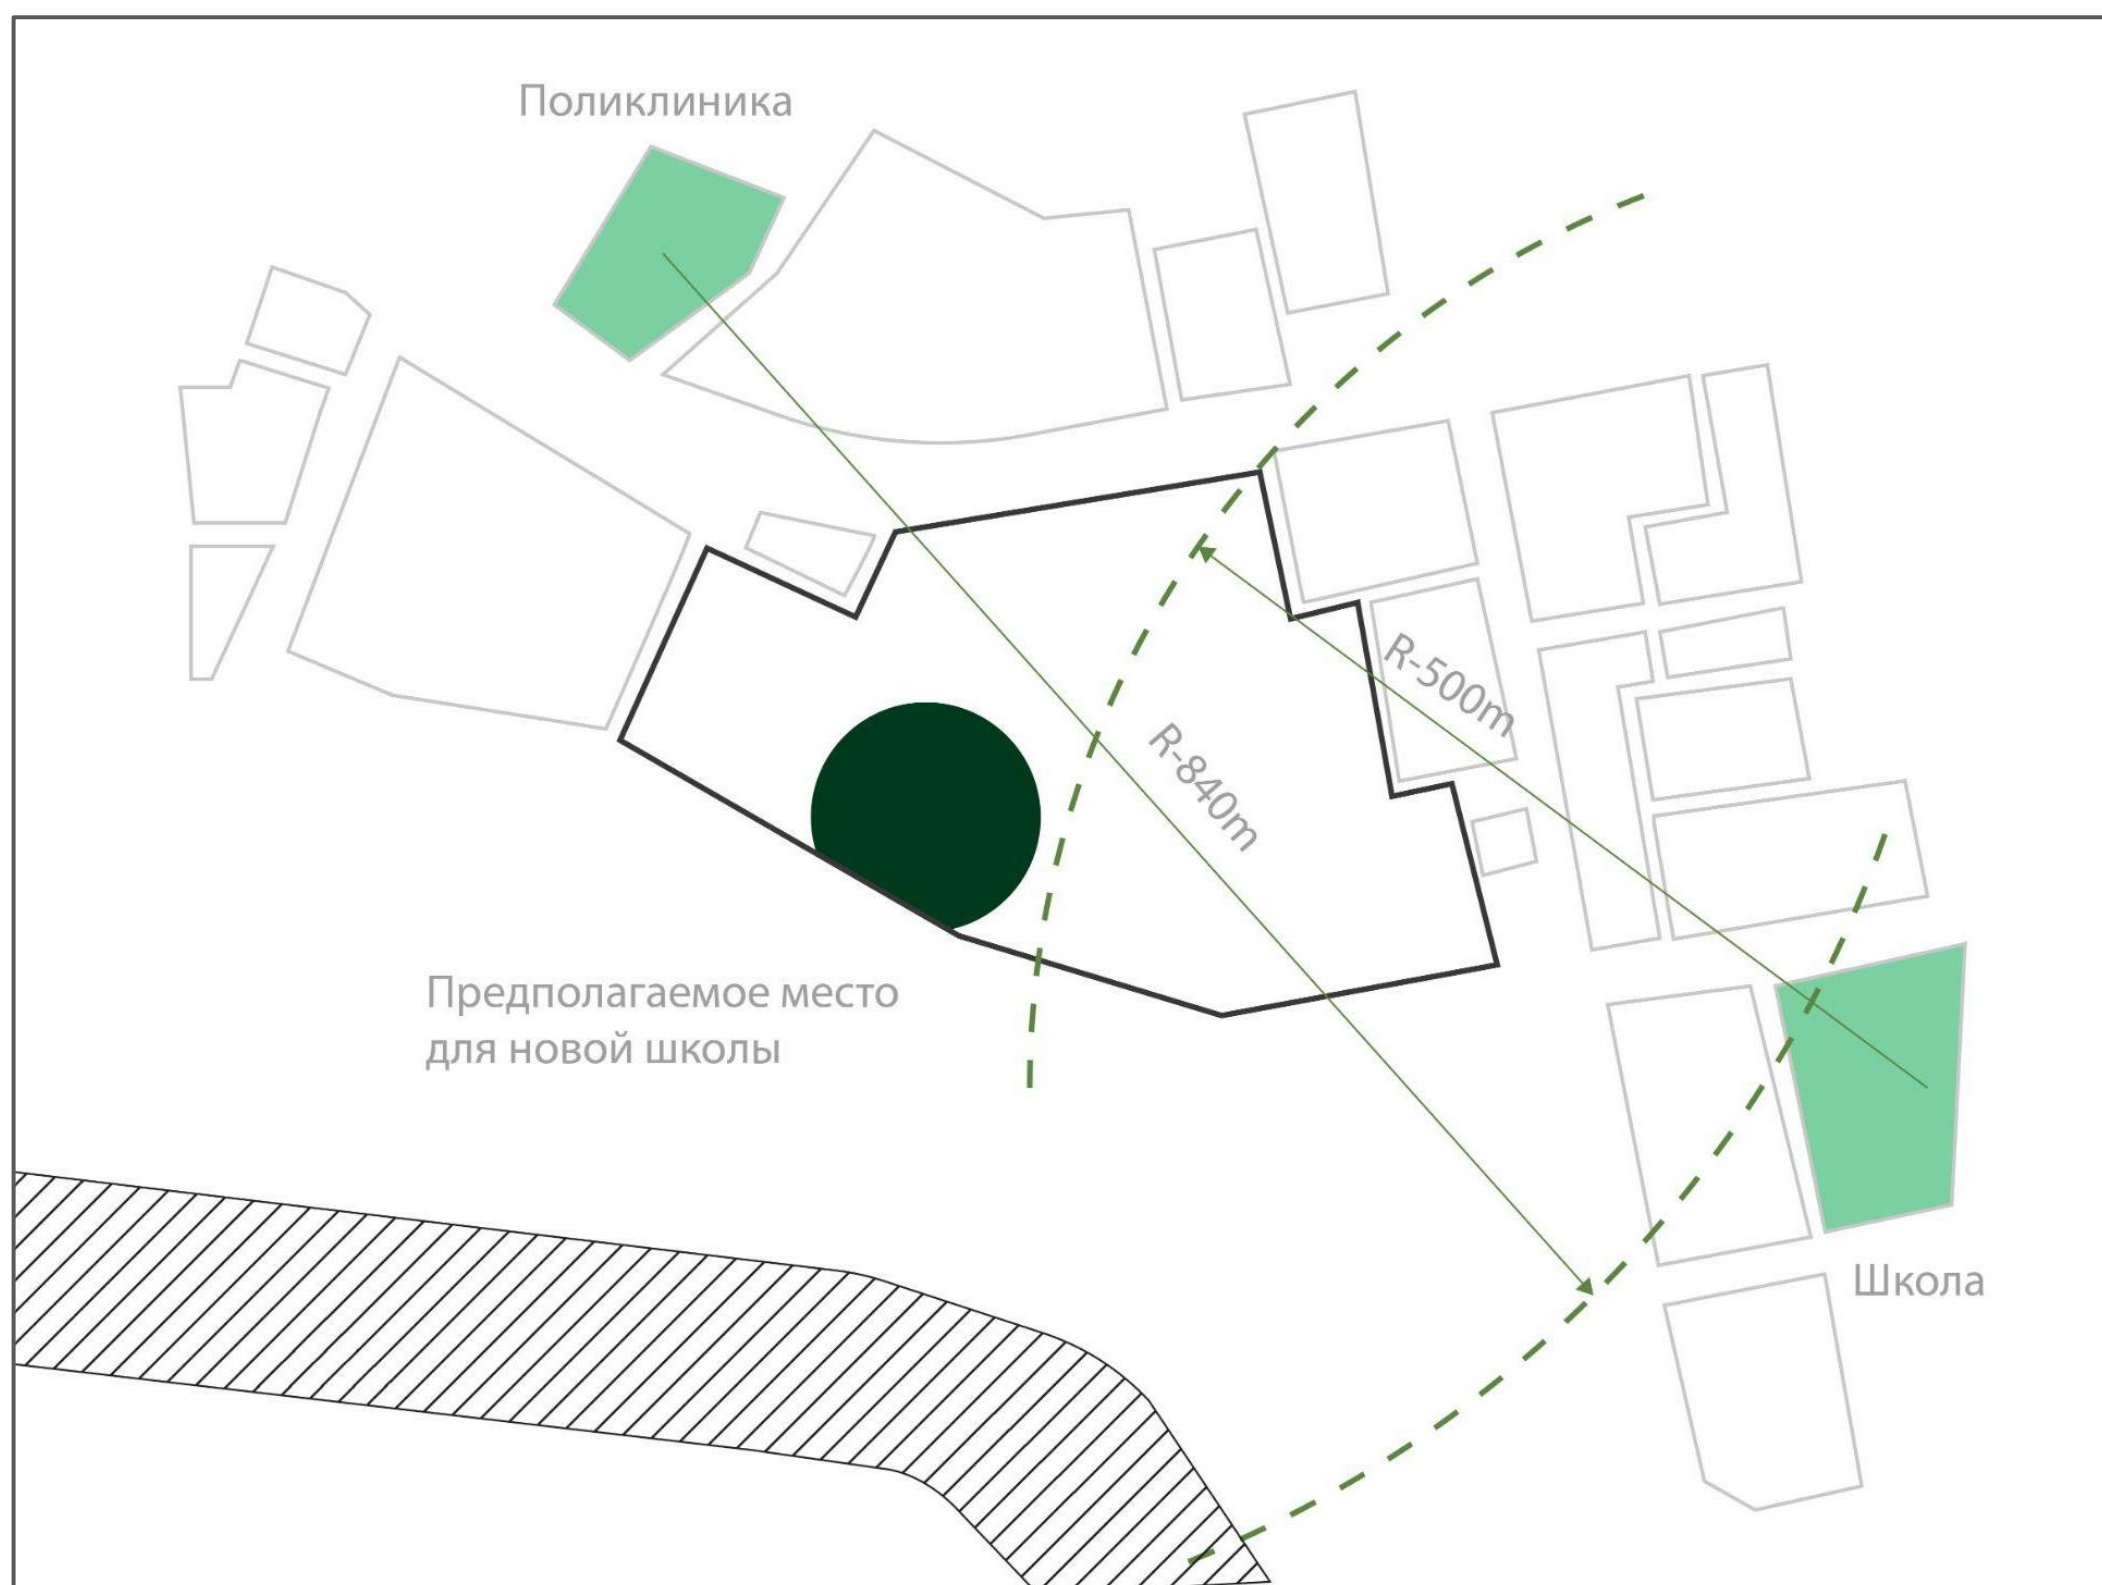 Поликлиника
R-500m
R-840m
Предполагаемое место
для новой школы
Школа